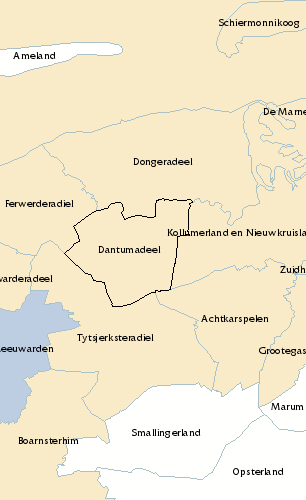 Schiermonnikoog
Ameland
De Marne
Dongeradeel
Ferwerderadiel
Kollumerland en Nieuwkruisla
Dantumadeel
Zuidh
warderadeel
Achtkarspelen
Tytsjerksteradiel
eeuwarden
Grootegas
Marum
Smallingerland
Boarnsterhim
Opsterland